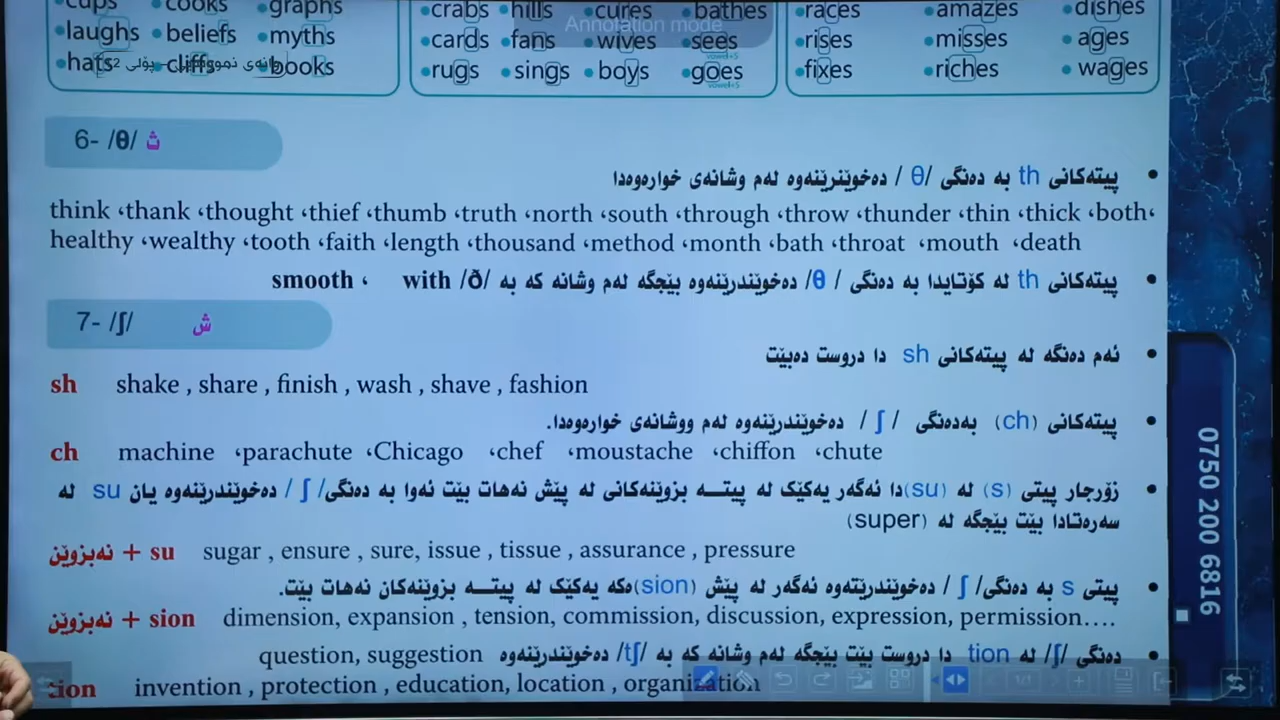 cups • cooks • graphs
•laughs • beliefs •myths
•hats • cliffs • books
crabs • hills • cures • bathes
•cards • fans • wives • sees
vowel+S
•rugs • sings • boys • goes
vowel+S
races • amazes • dishes
•rises • misses • ages
•fixes • riches • wages
Annotation mode
6- /θ/ ث
• پیتەکانی th بە دەنگی /θ / دەخوێنرێنەوە لەم وشانەی خوارەوەدا
think ،thank ،thought ،thief ،thumb ،truth ،north ،south ،through ،throw ،thunder ،thin ،thick ،both،
healthy ،wealthy ،tooth ،faith ،length ،thousand ،method ،month ،bath ،throat ،mouth ،death
• پیتەکانی th لە کۆتاییدا بە دەنگی / θ/ دەخوێندرێنەوە بێجگە لەم وشانە کە بە /ð/ with ، smooth
7- /ʃ/ ش
• ئەم دەنگە لە پیتەکانی sh دا دروست دەبێت
sh shake , share , finish , wash , shave , fashion
• پیتەکانی (ch) بەدەنگی / ʃ / دەخوێندرێنەوە لەم ووشانەی خوارەوەدا.
ch machine ،parachute ،Chicago ،chef ،moustache ،chiffon ،chute
• زۆرجار پیتی (s) لە (su)دا ئەگەر یەکێک لە پیتە بزوێنەکانی لە پێش نەهات بێت ئەوا بە دەنگی/ ʃ / دەخوێندرێنەوە یان su لە
سەرەتادا بێت بێجگە لە (super)
نەبزوێن + su sugar , ensure , sure, issue , tissue , assurance , pressure
• پیتی s بە دەنگی/ ʃ / دەخوێندرێتەوە ئەگەر لە پێش (sion)ەکە یەکێک لە پیتە بزوێنەکان نەهات بێت.
نەبزوێن + sion dimension, expansion , tension, commission, discussion, expression, permission....
• دەنگی /ʃ/ لە tion دا دروست بێت بێجگە لەم وشانە کە بە /tʃ/ دەخوێندرێنەوە question, suggestion
tion invention , protection , education, location , organization
0750 200 6816